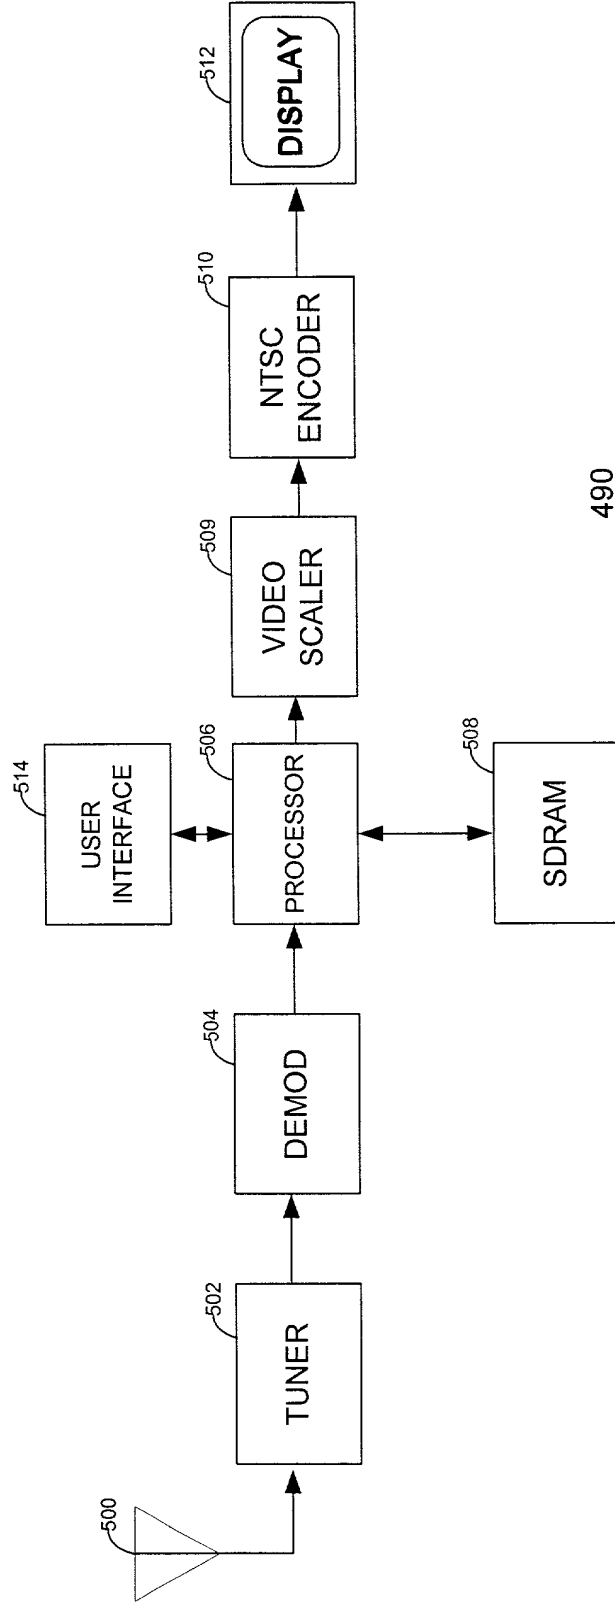 500
502
TUNER
504
DEMOD
514
USER
INTERFACE
506
PROCESSOR
508
SDRAM
509
VIDEO
SCALER
510
NTSC
ENCODER
512
DISPLAY
490